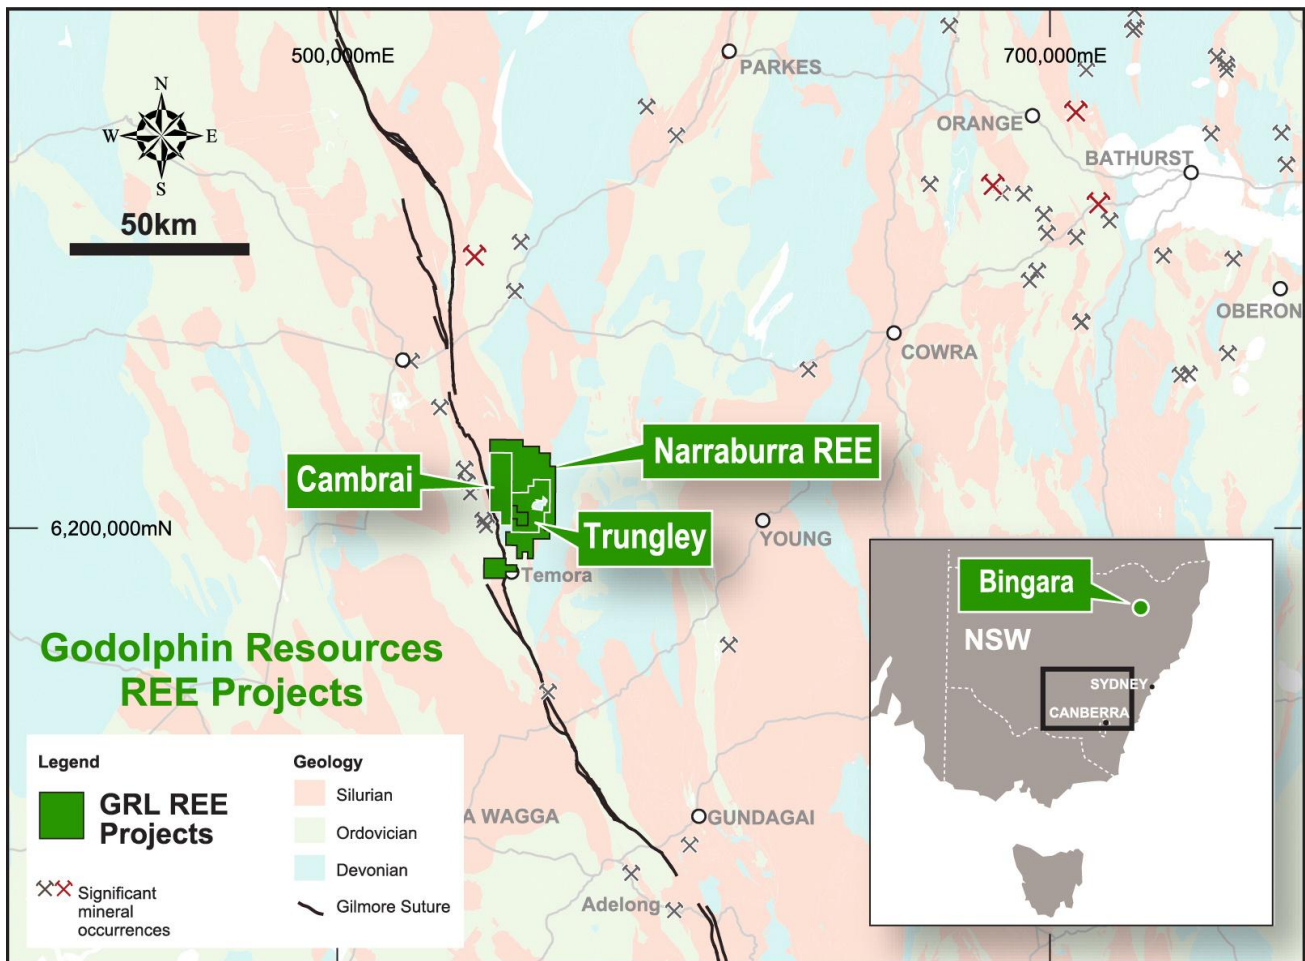 500,000mE
700,000mE
PARKES
N
W
E
S
ORANGE
BATHURST
50km
OBERON
COWRA
Narraburra REE
Cambrai
6,200,000mN
Trungley
YOUNG
Temora
Bingara
NSW
SYDNEY
CANBERRA
Godolphin Resources
REE Projects
Legend
GRL REE
Projects
Significant
mineral
occurrences
Geology
Silurian
Ordovician
Devonian
Gilmore Suture
A WAGGA
GUNDAGAI
Adelong